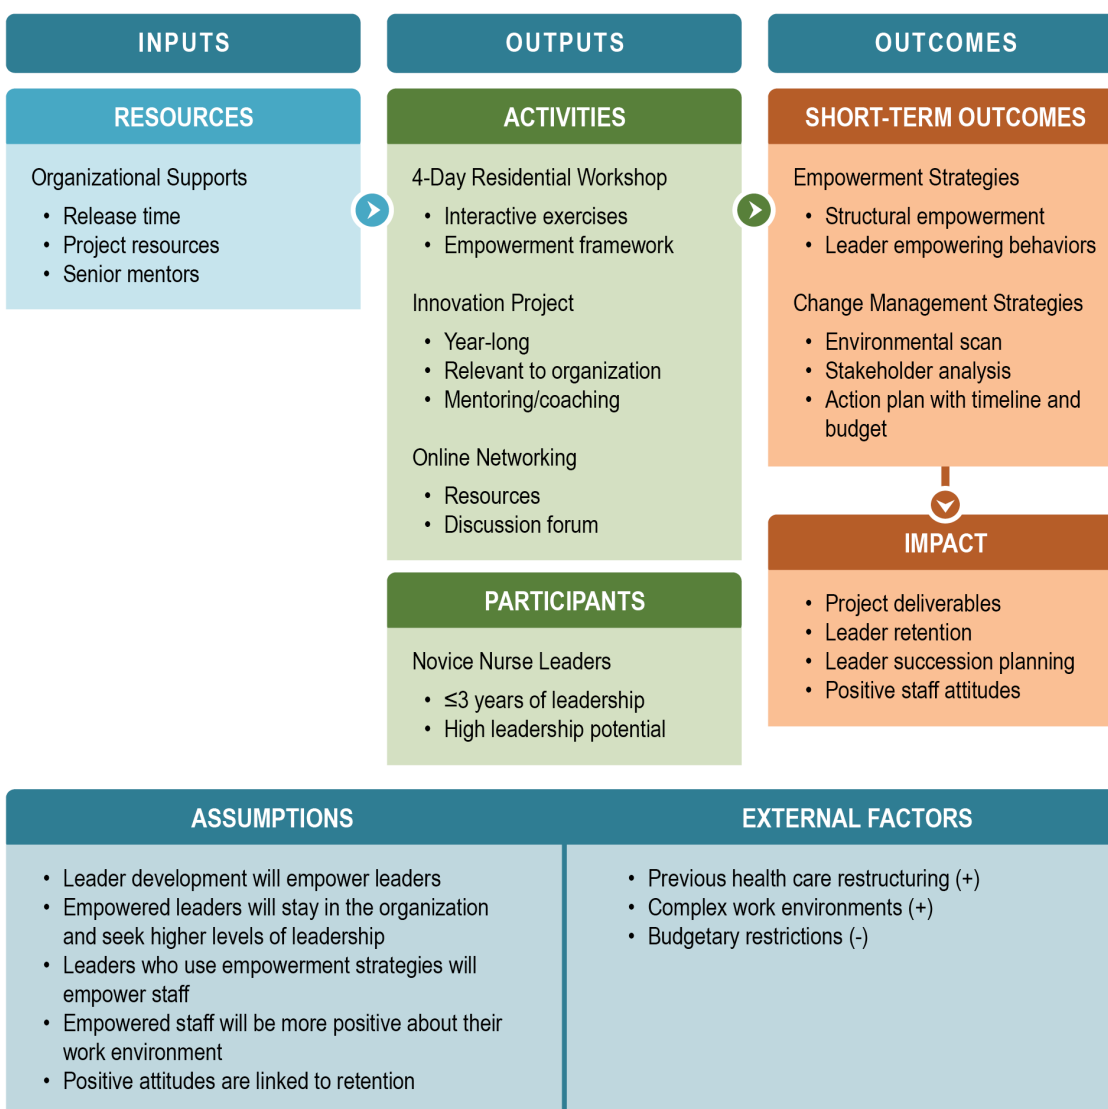 INPUTS
RESOURCES
Organizational Supports
• Release time
• Project resources
• Senior mentors
OUTPUTS
ACTIVITIES
4-Day Residential Workshop
• Interactive exercises
• Empowerment framework
Innovation Project
• Year-long
• Relevant to organization
• Mentoring/coaching
Online Networking
• Resources
• Discussion forum
PARTICIPANTS
Novice Nurse Leaders
• ≤3 years of leadership
• High leadership potential
OUTCOMES
SHORT-TERM OUTCOMES
Empowerment Strategies
• Structural empowerment
• Leader empowering behaviors
Change Management Strategies
• Environmental scan
• Stakeholder analysis
• Action plan with timeline and
budget
IMPACT
• Project deliverables
• Leader retention
• Leader succession planning
• Positive staff attitudes
ASSUMPTIONS
• Leader development will empower leaders
• Empowered leaders will stay in the organization
and seek higher levels of leadership
• Leaders who use empowerment strategies will
empower staff
• Empowered staff will be more positive about their
work environment
• Positive attitudes are linked to retention
EXTERNAL FACTORS
• Previous health care restructuring (+)
• Complex work environments (+)
• Budgetary restrictions (-)